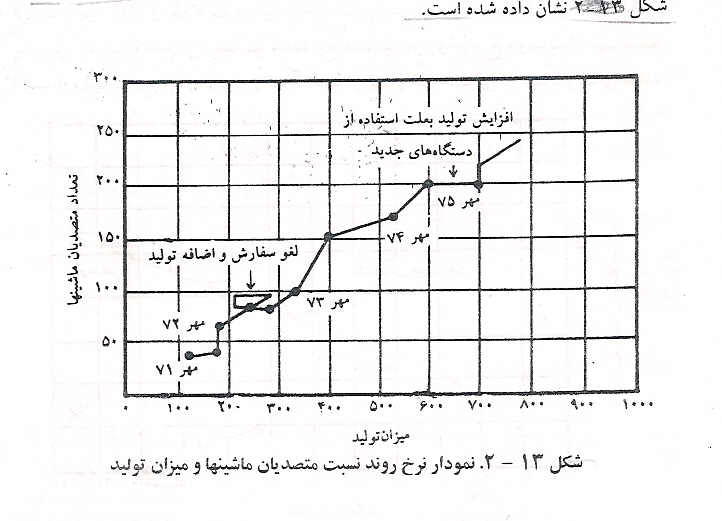 شکل ۱۳ – ۲ نشان داده شده است.
۳۰۰
۲۵۰
۲۰۰
۱۵۰
۱۰۰
۵۰
تعداد متصدیان ماشینها
افزایش تولید بعلت استفاده از
دستگاه‌های جدید
مهر ۷۵
مهر ۷۴
لغو سفارش و اضافه تولید
مهر ۷۳
مهر ۷۲
مهر ۷۱
۰ ۱۰۰ ۲۰۰ ۳۰۰ ۴۰۰ ۵۰۰ ۶۰۰ ۷۰۰ ۸۰۰ ۹۰۰ ۱۰۰۰
میزان تولید
شکل ۱۳ – ۲. نمودار نرخ روند نسبت متصدیان ماشینها و میزان تولید